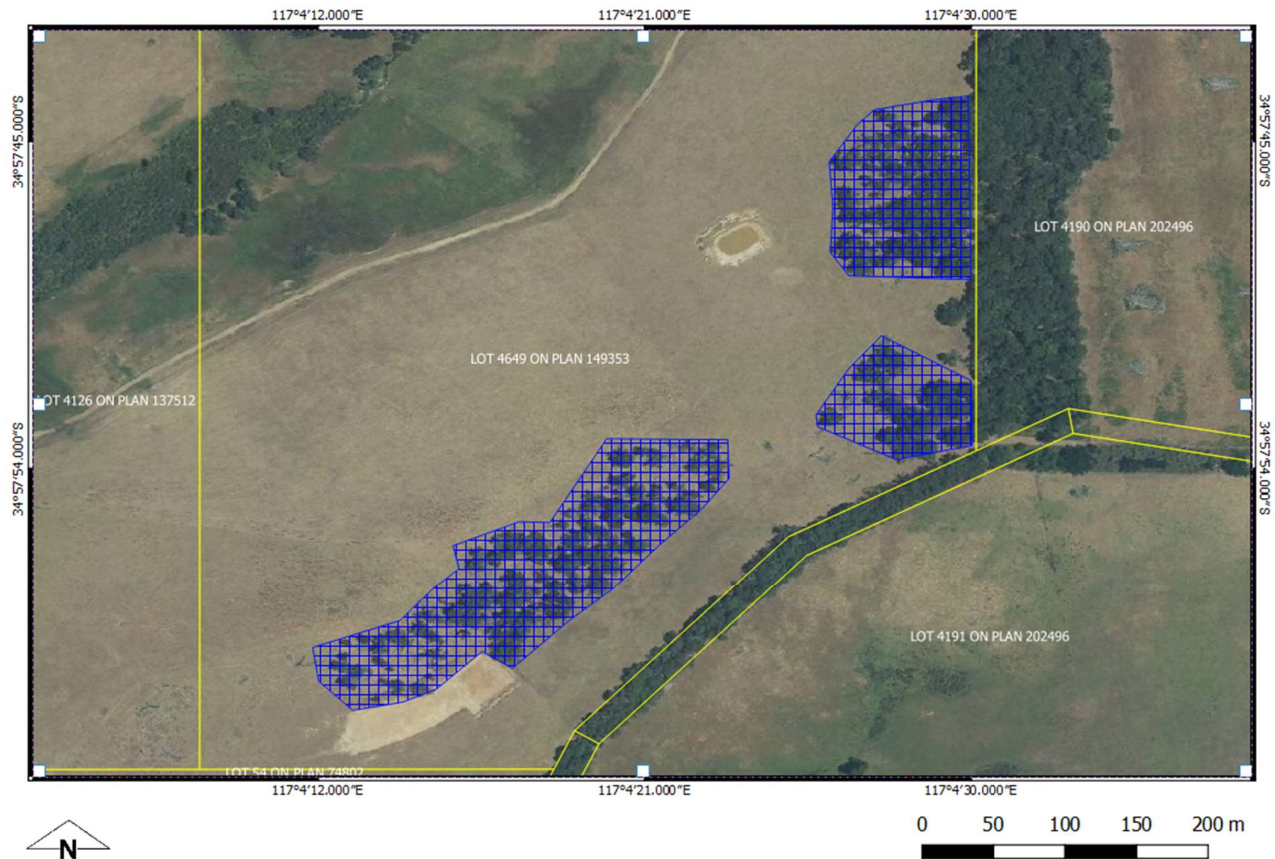 117°4'12.000"E 117°4'21.000"E 117°4'30.000"E
34°57'45.000"S 34°57'45.000"S
LOT 4190 ON PLAN 202496
LOT 4649 ON PLAN 149353
LOT 4126 ON PLAN 137512
34°57'54.000"S 34°57'54.000"S
LOT 4191 ON PLAN 202496
LOT 54 ON PLAN 74802
117°4'12.000"E 117°4'21.000"E 117°4'30.000"E
N
0 50 100 150 200 m